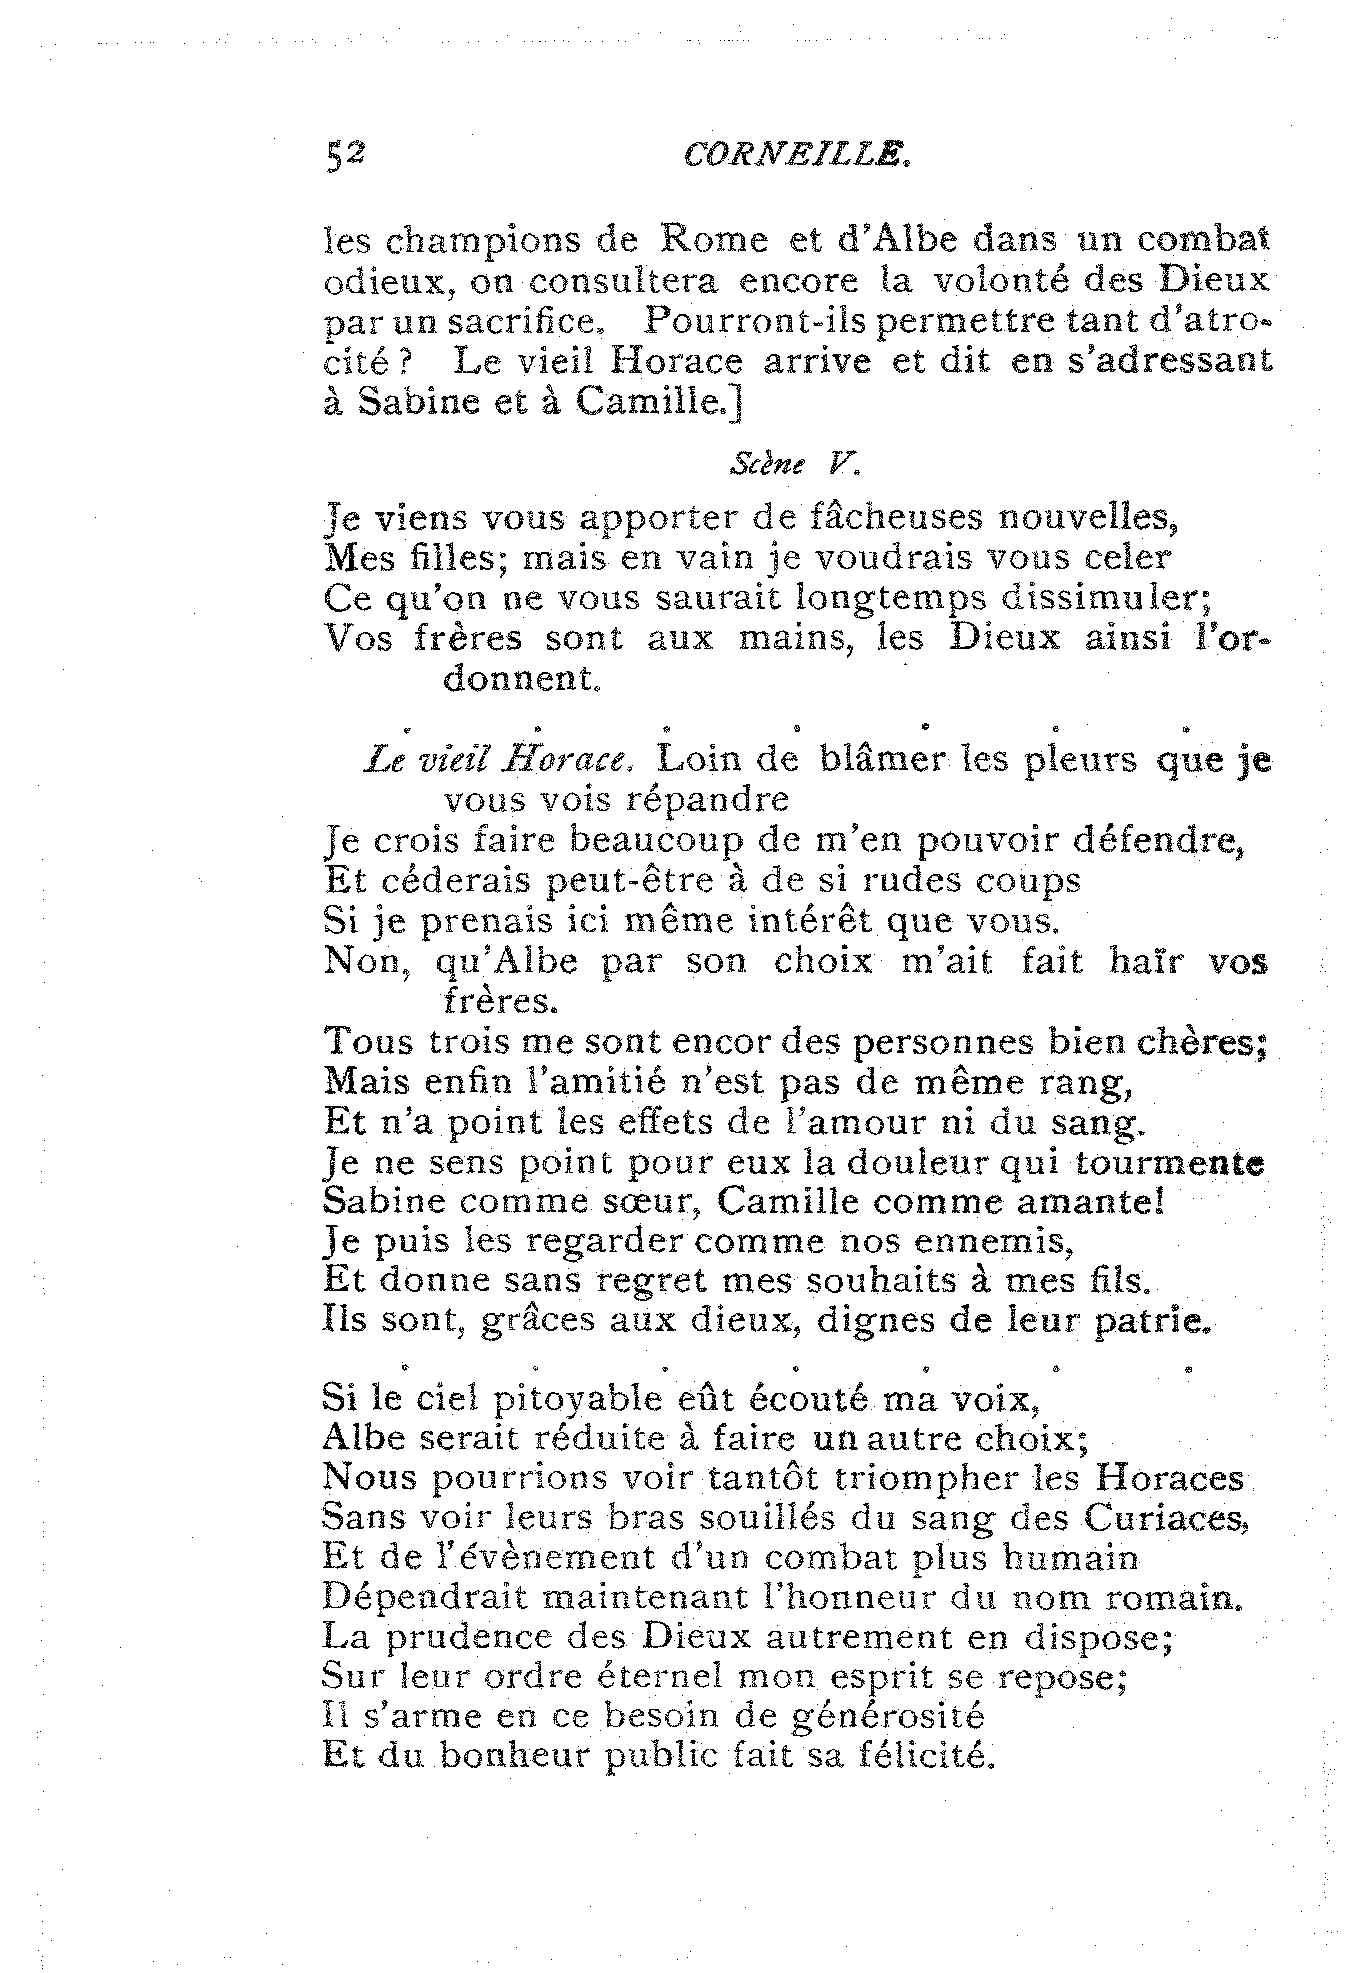 52 CORNEILLE.
les champions de Rome et d'Albe dans un combat
odieux, on consultera encore la volonté des Dieux
par un sacrifice. Pourront-ils permettre tant d'atro-
cité? Le vieil Horace arrive et dit en s'adressant
à Sabine et à Camille.]
Scène V.
Je viens vous apporter de fâcheuses nouvelles,
Mes filles; mais en vain je voudrais vous celer
Ce qu'on ne vous saurait longtemps dissimuler;
Vos frères sont aux mains, les Dieux ainsi l'or-
donnent.
. . . . . . .
Le vieil Horace. Loin de blâmer les pleurs que je
vous vois répandre
Je crois faire beaucoup de m'en pouvoir défendre,
Et céderais peut-être à de si rudes coups
Si je prenais ici même intérêt que vous.
Non, qu'Albe par son choix m'ait fait haïr vos
frères.
Tous trois me sont encor des personnes bien chères;
Mais enfin l'amitié n'est pas de même rang,
Et n'a point les effets de l'amour ni du sang.
Je ne sens point pour eux la douleur qui tourmente
Sabine comme sœur, Camille comme amante!
Je puis les regarder comme nos ennemis,
Et donne sans regret mes souhaits à mes fils.
Ils sont, grâces aux dieux, dignes de leur patrie.
. . . . . . .
Si le ciel pitoyable eût écouté ma voix,
Albe serait réduite à faire un autre choix;
Nous pourrions voir tantôt triompher les Horaces
Sans voir leurs bras souillés du sang des Curiaces,
Et de l'évènement d'un combat plus humain
Dépendrait maintenant l'honneur du nom romain.
La prudence des Dieux autrement en dispose;
Sur leur ordre éternel mon esprit se repose;
Il s'arme en ce besoin de générosité
Et du bonheur public fait sa félicité.